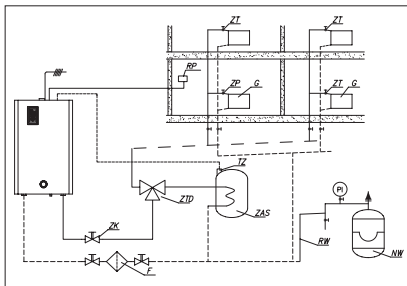 ZT ZT
RP
ZP G ZT G
TZ
PI
ZK ZTD ZAS
RW NW
F